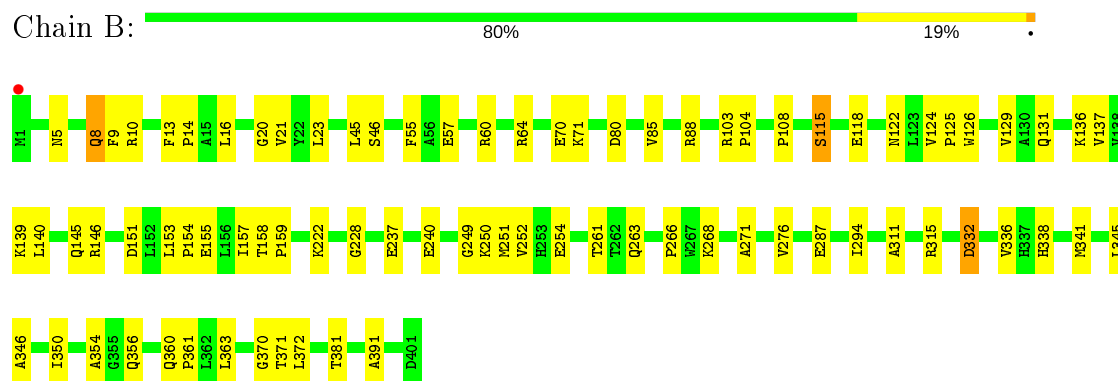 Chain B:
80% 19% •
M1 N5 Q8 F9 R10 F13 P14 A15 L16 G20 V21 Y22 L23 L45 S46 F55 A56 E57 R60 R64 E70 K71 D80 V85 R88 R103 P104 P108 S115 E118 N122 L123 V124 P125 W126 V129 A130 Q131 K136 V137 V138
K139 L140 Q145 R146 D151 L152 L153 P154 E155 L156 I157 T158 P159 K222 G228 E237 E240 G249 K250 M251 V252 H253 E254 T261 T262 Q263 P266 W267 K268 A271 V276 E287 I294 A311 R315 D332 V336 H337 H338 M341 L345
A346 I350 A354 G355 Q356 Q360 P361 L362 L363 G370 T371 L372 T381 A391 D401